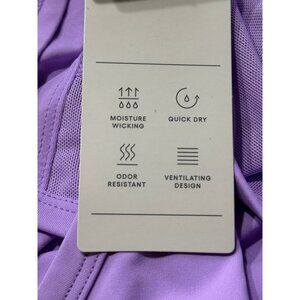 MOISTURE
WICKING
QUICK DRY
ODOR
RESISTANT
VENTILATING
DESIGN